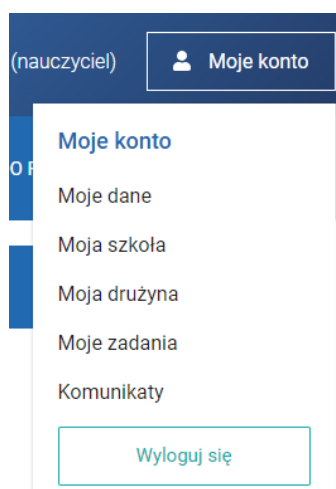 (nauczyciel) Moje konto
Moje konto
O
Moje dane
Moja szkoła
Moja drużyna
Moje zadania
Komunikaty
Wyloguj się